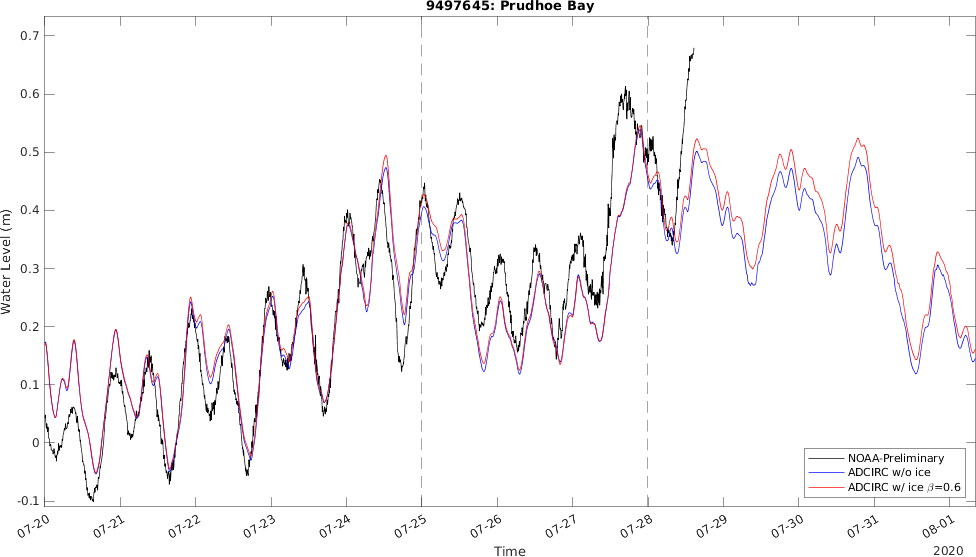 9497645: Prudhoe Bay
Water Level (m)
0.7
0.6
0.5
0.4
0.3
0.2
0.1
0
-0.1
NOAA-Preliminary
ADCIRC w/o ice
ADCIRC w/ ice β=0.6
07-20 07-21 07-22 07-23 07-24 07-25 07-26 07-27 07-28 07-29 07-30 07-31 08-01
Time
2020